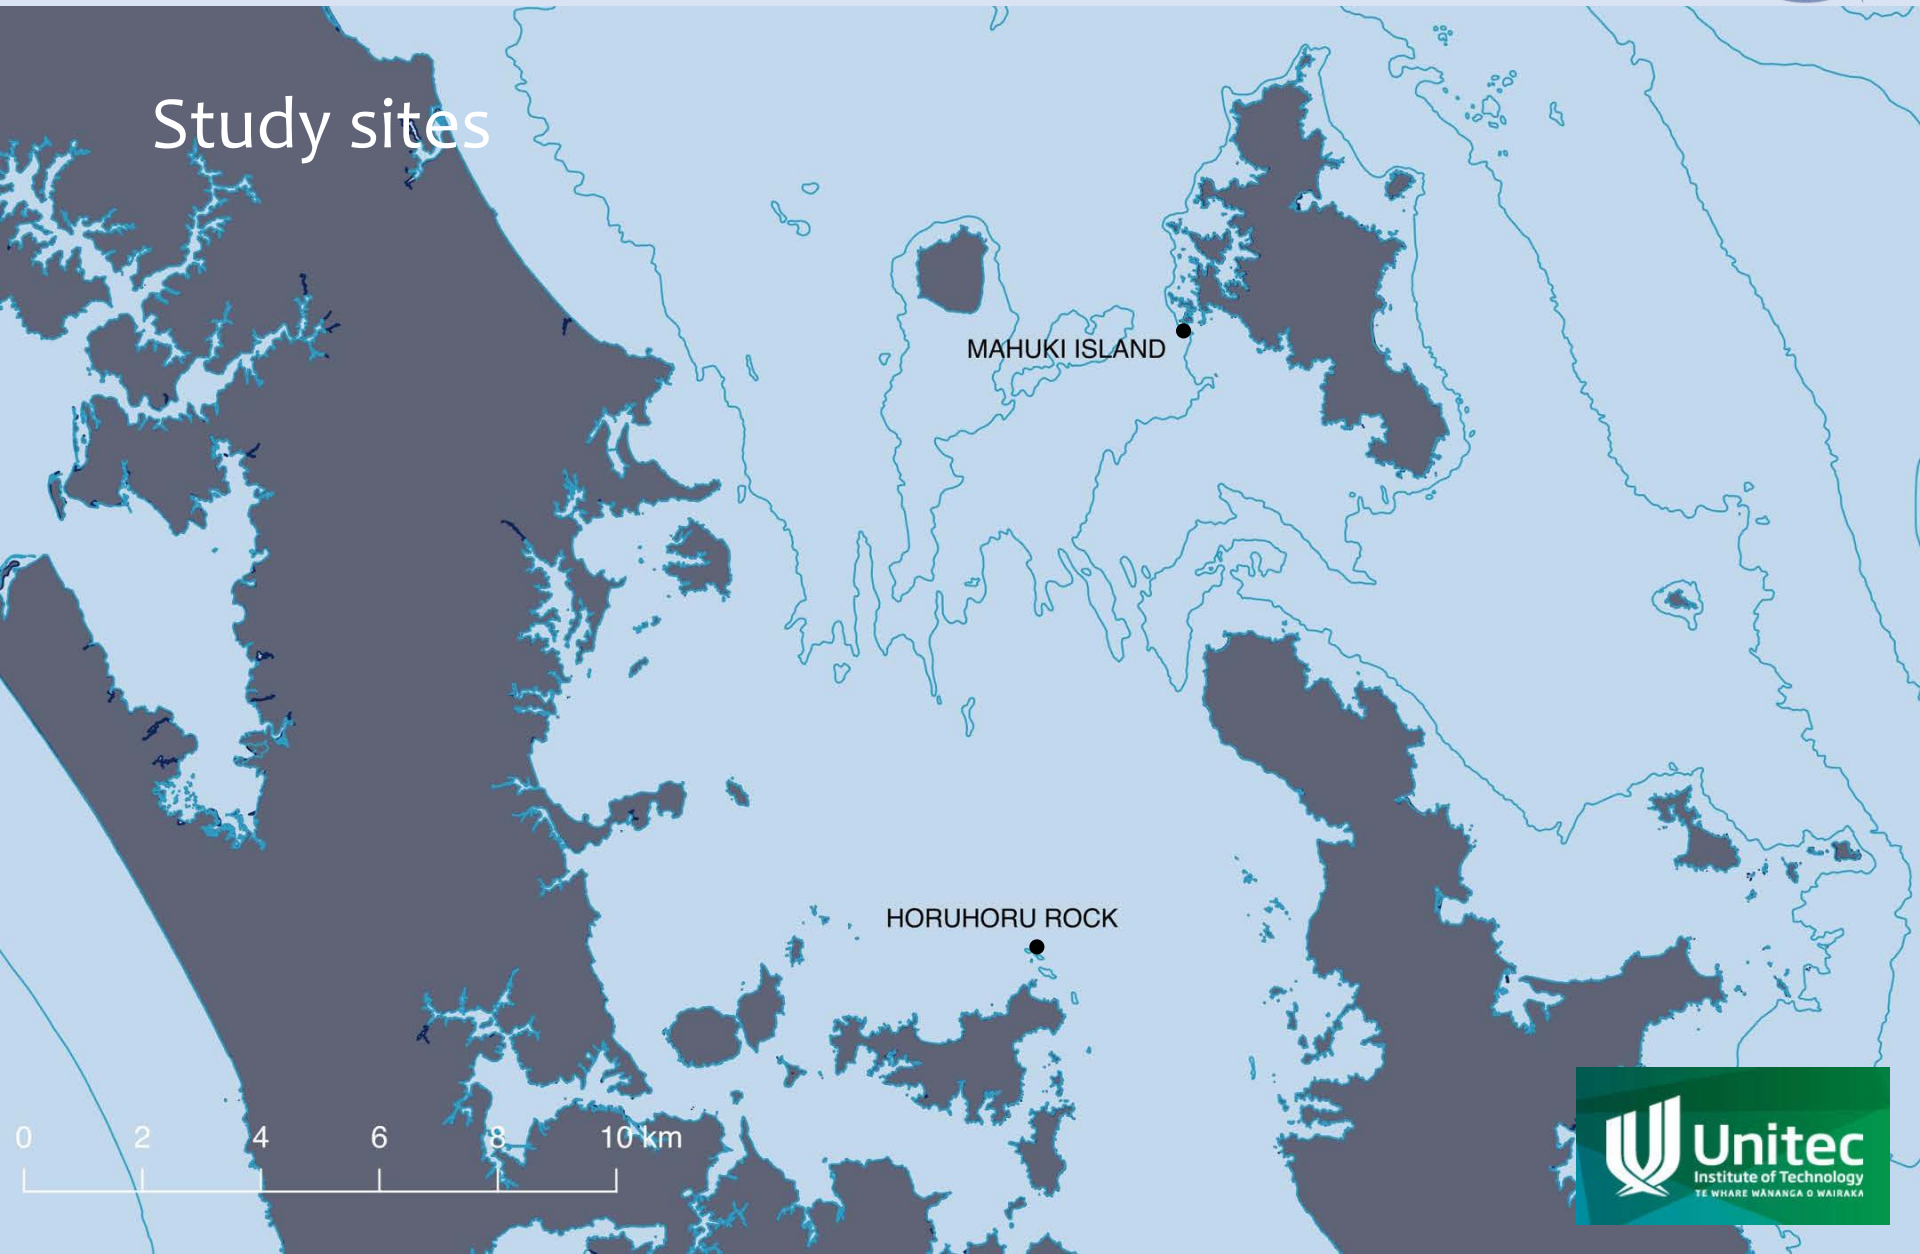 Study sites
MAHUKI ISLAND
HORUHORU ROCK
0 2 4 6 8 10 km
Unitec
Institute of Technology
TE WHARE WĀNANGA O WAIRAKA